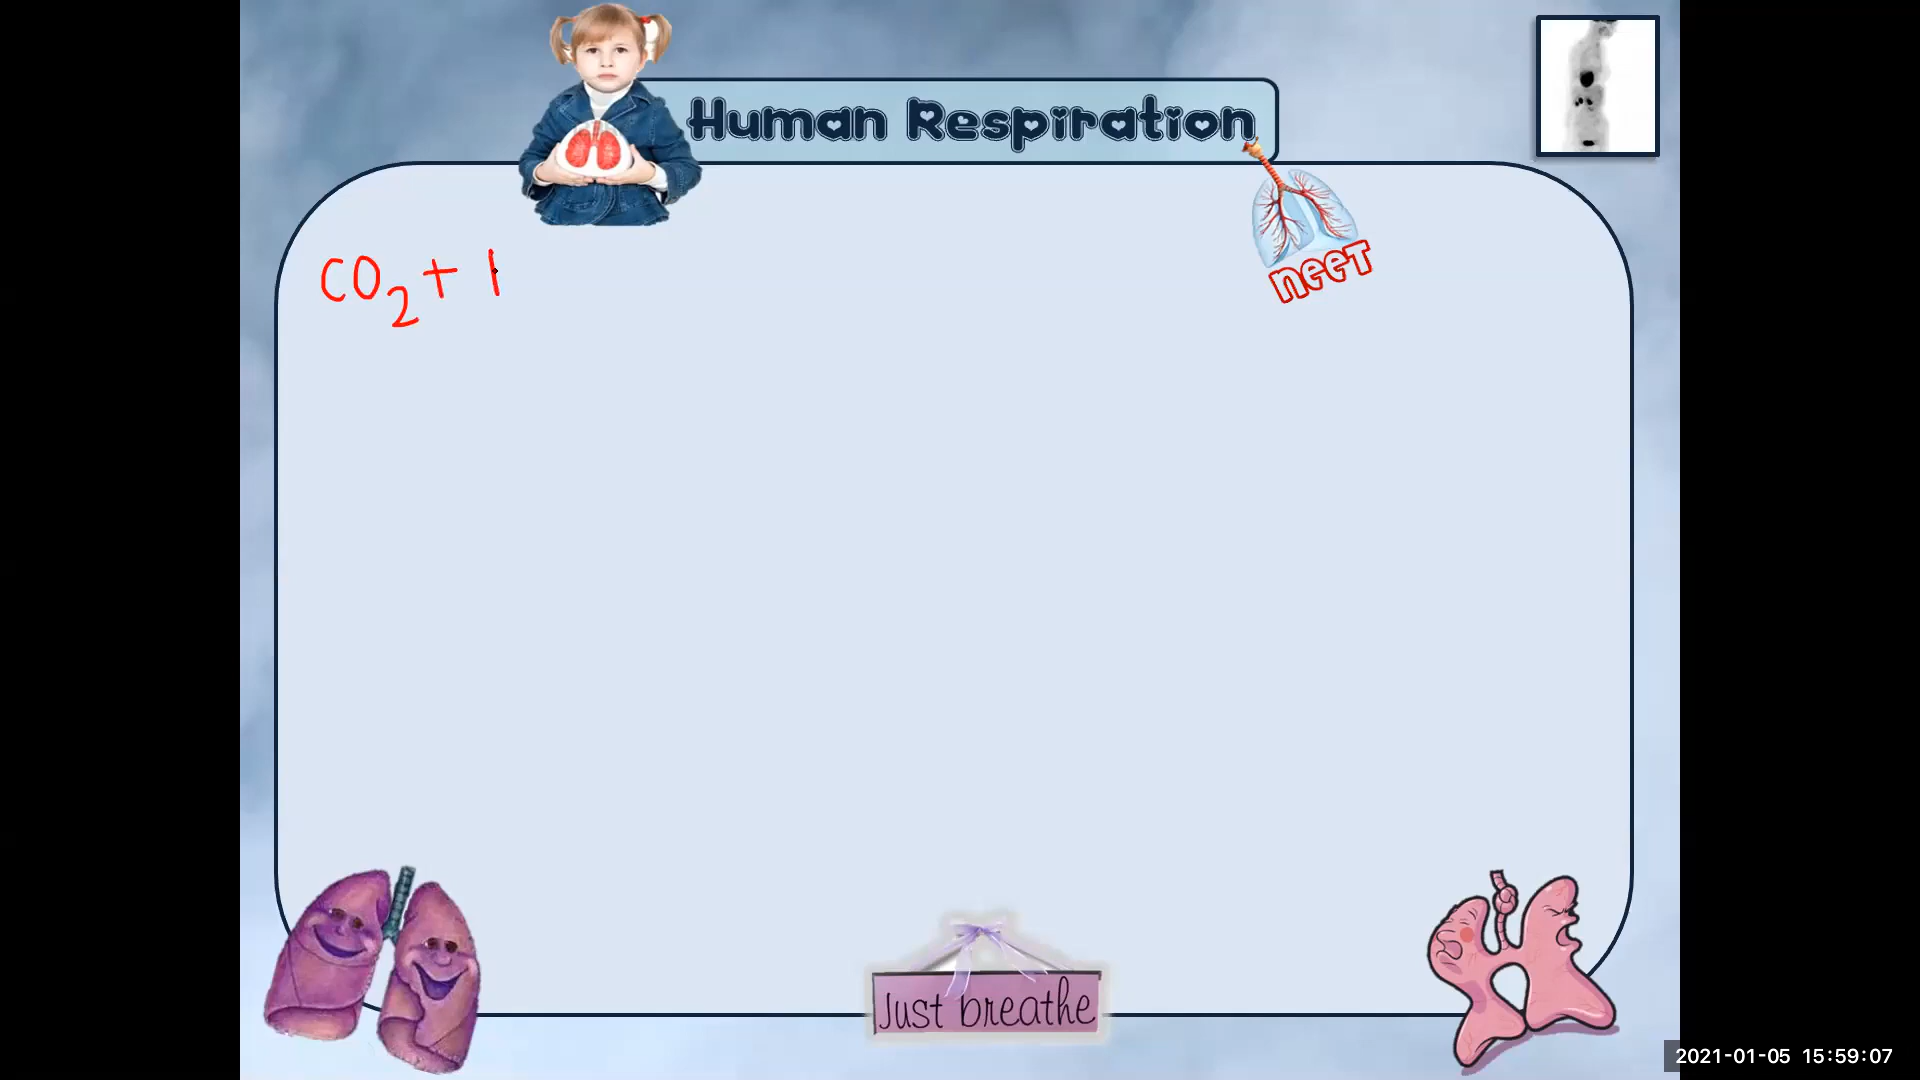 Human Respiration
NEET
CO₂ + |
Just breathe
2021-01-05 15:59:07